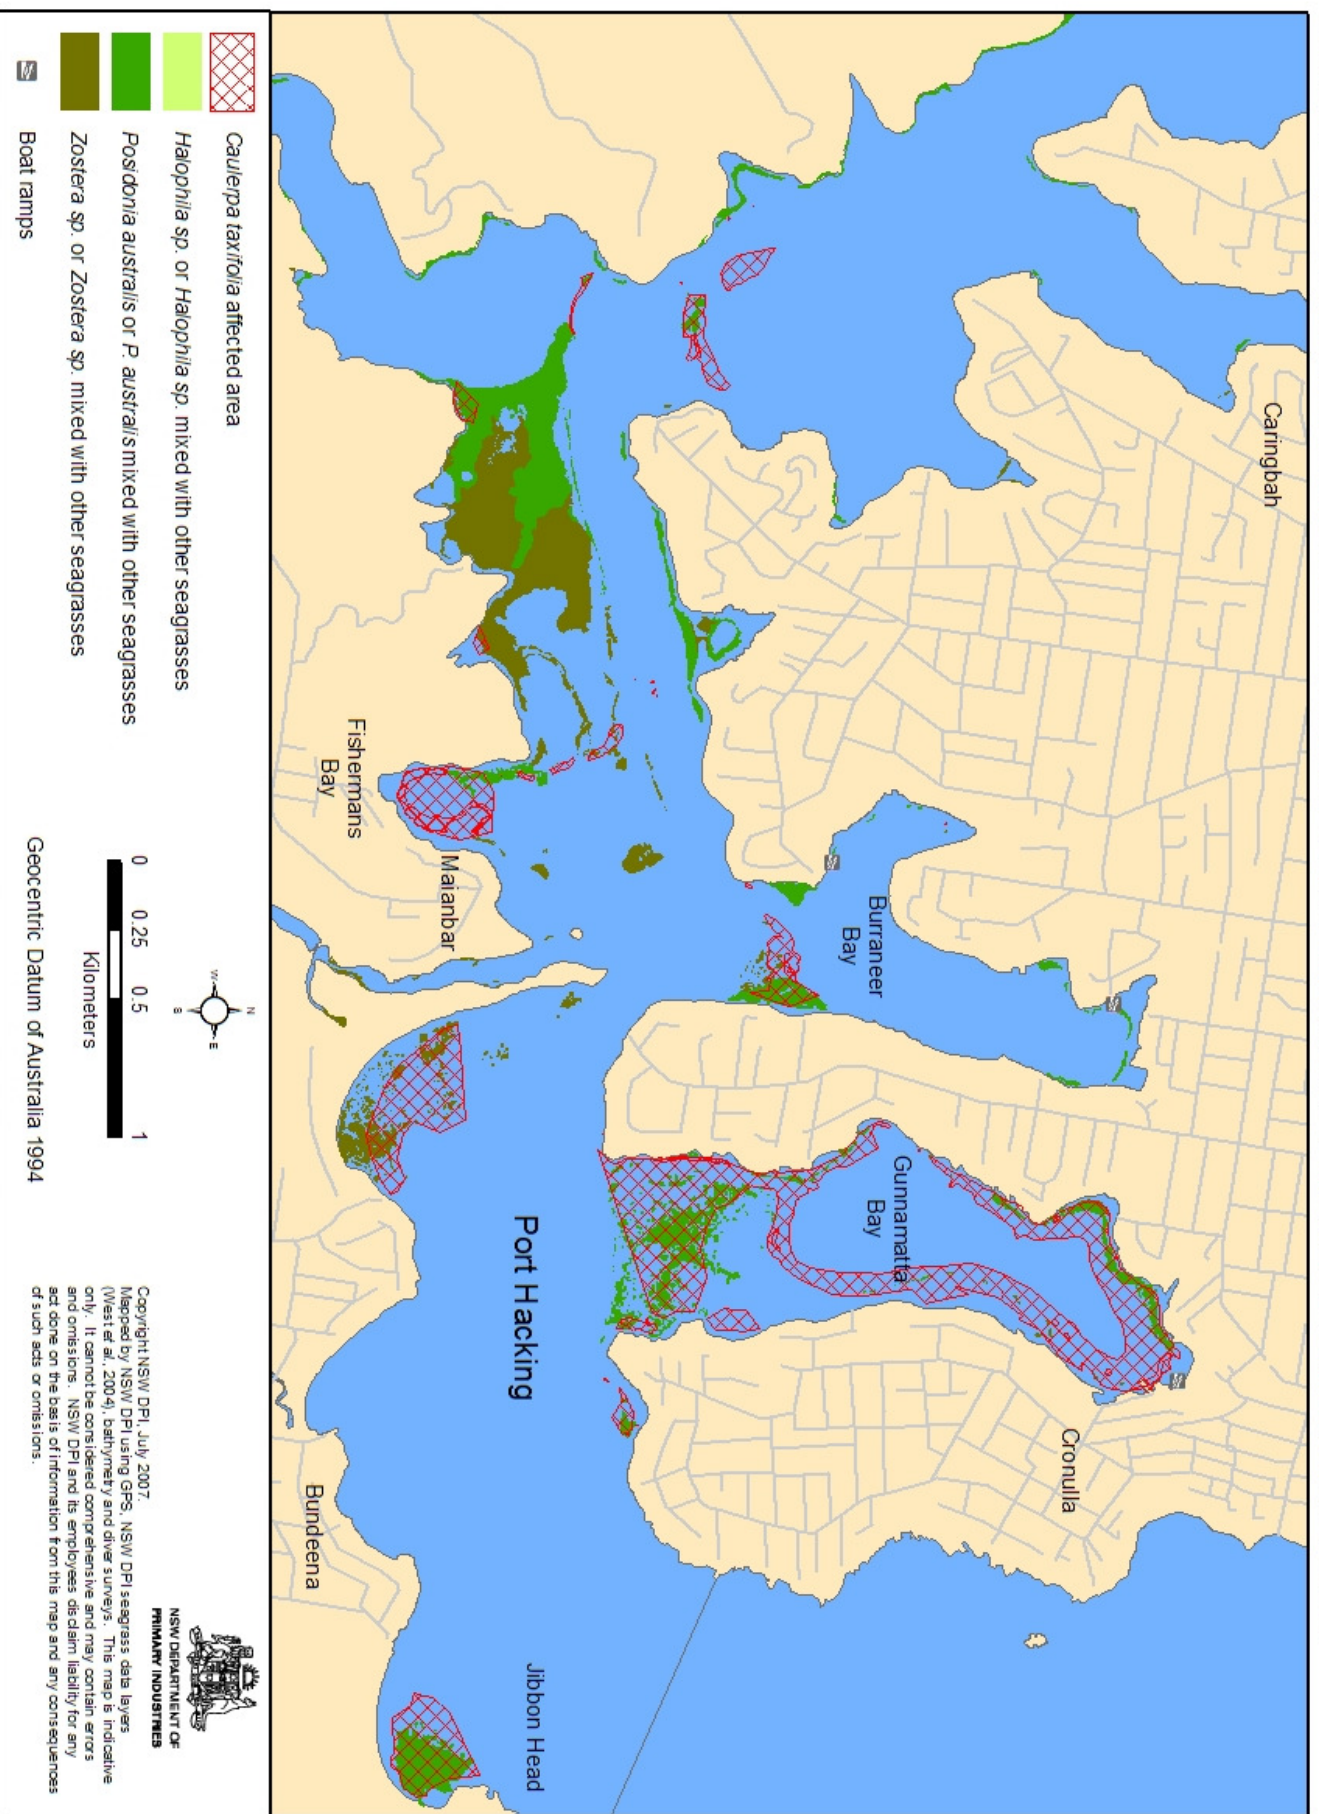 Caringbah
Burraneer
Bay
Gunnamatta
Bay
Cronulla
Port Hacking
Fishermans
Bay
Maianbar
Bundeena
Jibbon Head
Caulerpa taxifolia affected area
Halophila sp. or Halophila sp. mixed with other seagrasses
Posidonia australis or P. australis mixed with other seagrasses
Zostera sp. or Zostera sp. mixed with other seagrasses
Boat ramps
N
W
E
S
0 0.25 0.5 1
Kilometers
Geocentric Datum of Australia 1994
NSW DEPARTMENT OF
PRIMARY INDUSTRIES
Copyright NSW DPI, July 2007.
Mapped by NSW DPI using GPS, NSW DPI seagrass data layers
(West et al., 2004), bathymetry and diver surveys. This map is indicative
only. It cannot be considered comprehensive and may contain errors
and omissions. NSW DPI and its employees disclaim liability for any
act done on the basis of information from this map and any consequences
of such acts or omissions.